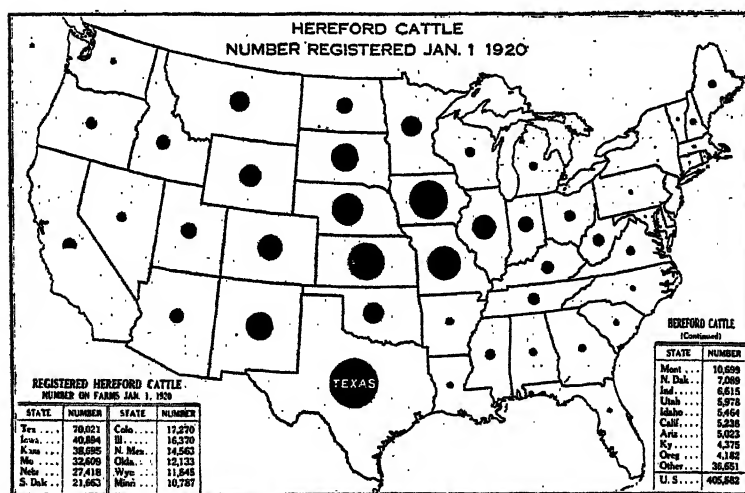 HEREFORD CATTLE
NUMBER REGISTERED JAN. 1 1920
TEXAS
REGISTERED HEREFORD CATTLE
NUMBER ON FARMS JAN. 1, 1920
STATE NUMBER STATE NUMBER
Tex.... 70,021 Colo.... 17,270
Iowa.... 40,894 Ill..... 16,370
Kans... 38,695 N. Mex. 14,563
Mo .... 32,609 Okla... 12,133
Nebr ... 27,418 Wyo ... 11,845
S. Dak.. 21,663 Minn... 10,787
HEREFORD CATTLE
(Continued)
STATE NUMBER
Mont ... 10,699
N. Dak.. 7,089
Ind..... 6,615
Utah.... 5,978
Idaho... 5,464
Calif... 5,238
Ariz.... 5,023
Ky..... 4,375
Oreg ... 4,182
Other... 36,651
U. S.... 405,582